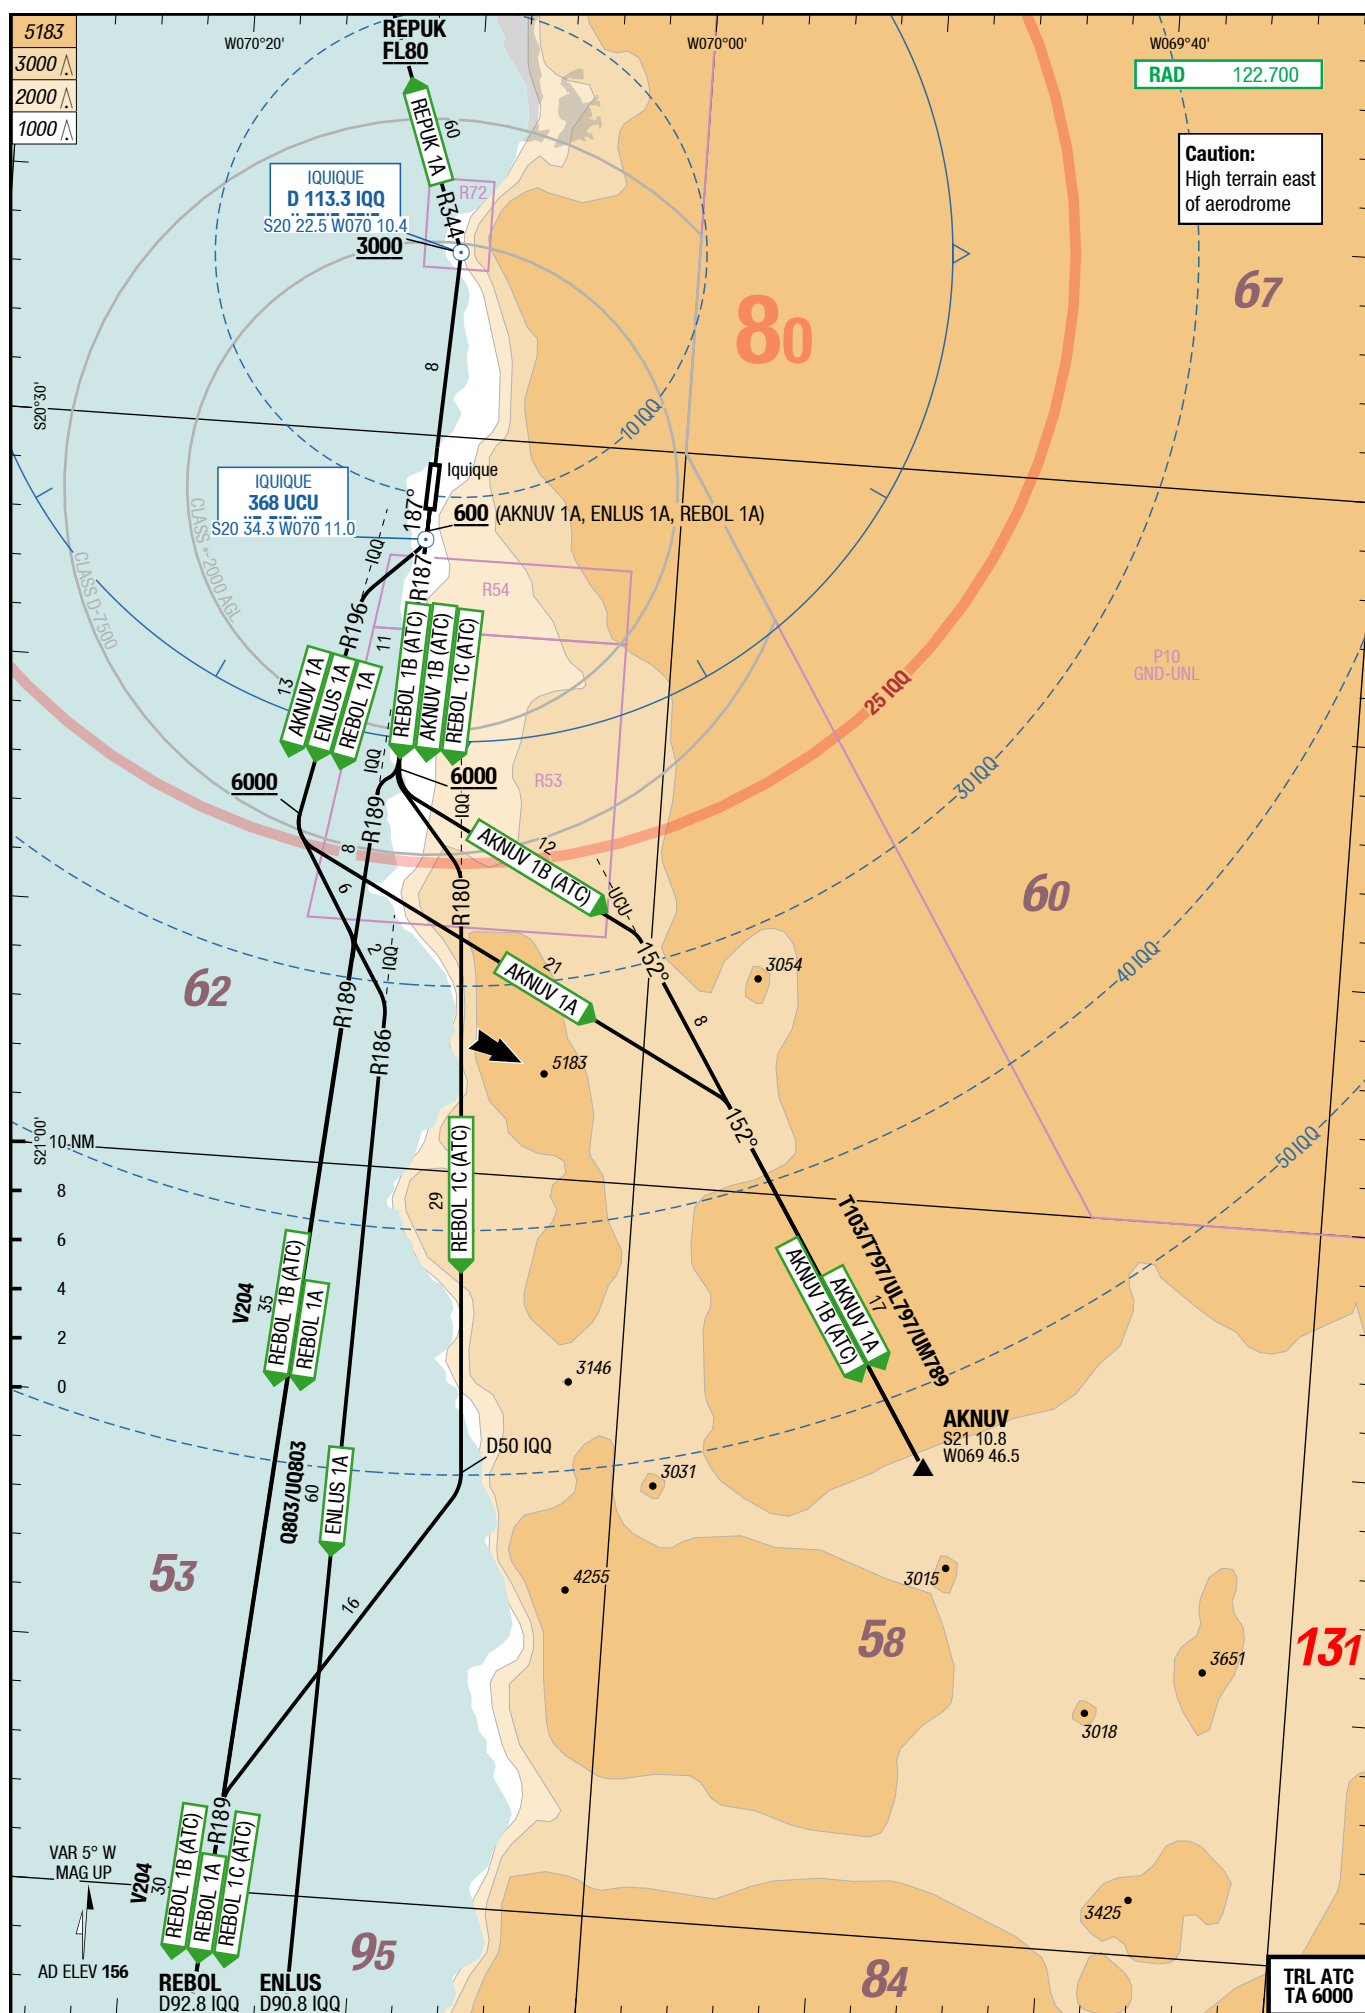 5183
3000
2000
1000
REPUK
FL80
W070°20'
W070°00'
W069°40'
RAD 122.700
Caution:
High terrain east
of aerodrome
REPUK 1A
60
R344
R72
IQUIQUE
D 113.3 IQQ
S20 22.5 W070 10.4
3000
67
80
8
S20°30'
10 IQQ
Iquique
IQUIQUE
368 UCU
S20 34.3 W070 11.0
187°
600 (AKNUV 1A, ENLUS 1A, REBOL 1A)
CLASS *-2000 AGL
CLASS D-7500
IQQ
R187
R54
R196
11
REBOL 1B (ATC)
AKNUV 1B (ATC)
REBOL 1C (ATC)
13
AKNUV 1A
ENLUS 1A
REBOL 1A
P10
GND-UNL
25 IQQ
6000
6000
IQQ
R53
30 IQQ
R189
IQQ
8
12
AKNUV 1B (ATC)
6
R180
UCU
60
2
IQQ
152°
40 IQQ
62
21
AKNUV 1A
3054
R189
R186
8
5183
152°
S21°00'
10 NM
8
6
4
2
0
50 IQQ
29
REBOL 1C (ATC)
T103/T797/UL797/UM789
V204
35
REBOL 1B (ATC)
REBOL 1A
AKNUV 1A
AKNUV 1B (ATC)
17
3146
AKNUV
S21 10.8
W069 46.5
D50 IQQ
Q803/UQ803
60
ENLUS 1A
3031
53
4255
3015
16
58
131
3651
3018
R189
VAR 5° W
MAG UP
V204
30
REBOL 1B (ATC)
REBOL 1A
REBOL 1C (ATC)
3425
95
84
AD ELEV 156
REBOL
D92.8 IQQ
ENLUS
D90.8 IQQ
TRL ATC
TA 6000